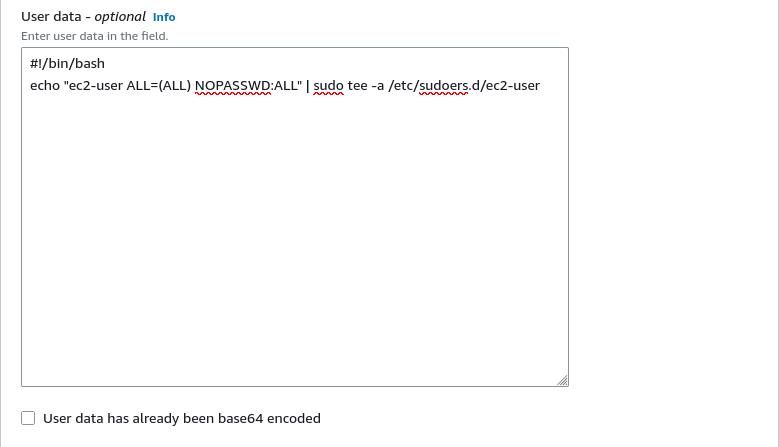 User data - optional Info
Enter user data in the field.
#!/bin/bash
echo "ec2-user ALL=(ALL) NOPASSWD:ALL" | sudo tee -a /etc/sudoers.d/ec2-user
User data has already been base64 encoded